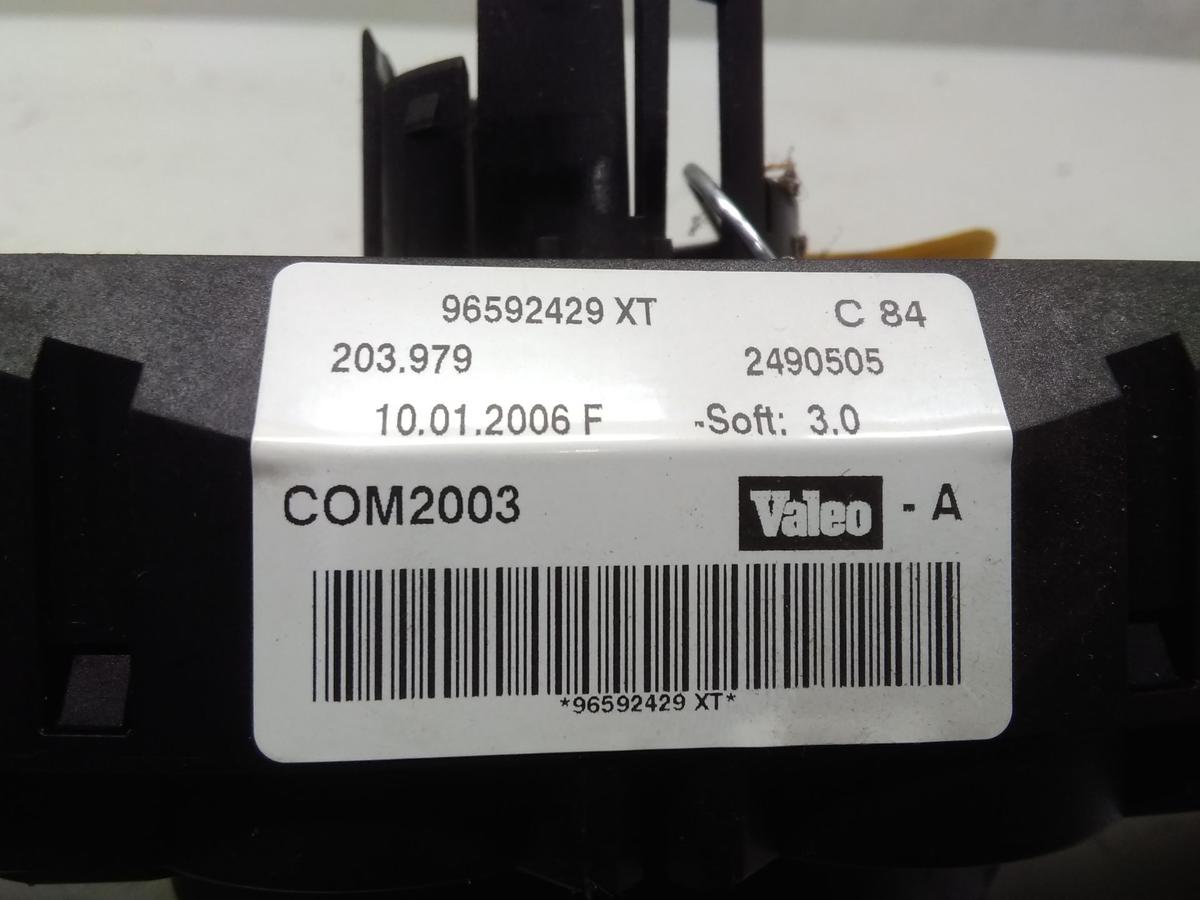 96592429 XT C 84
203.979 2490505
10.01.2006 F -Soft: 3.0
COM2003 Valeo - A
*96592429 XT*